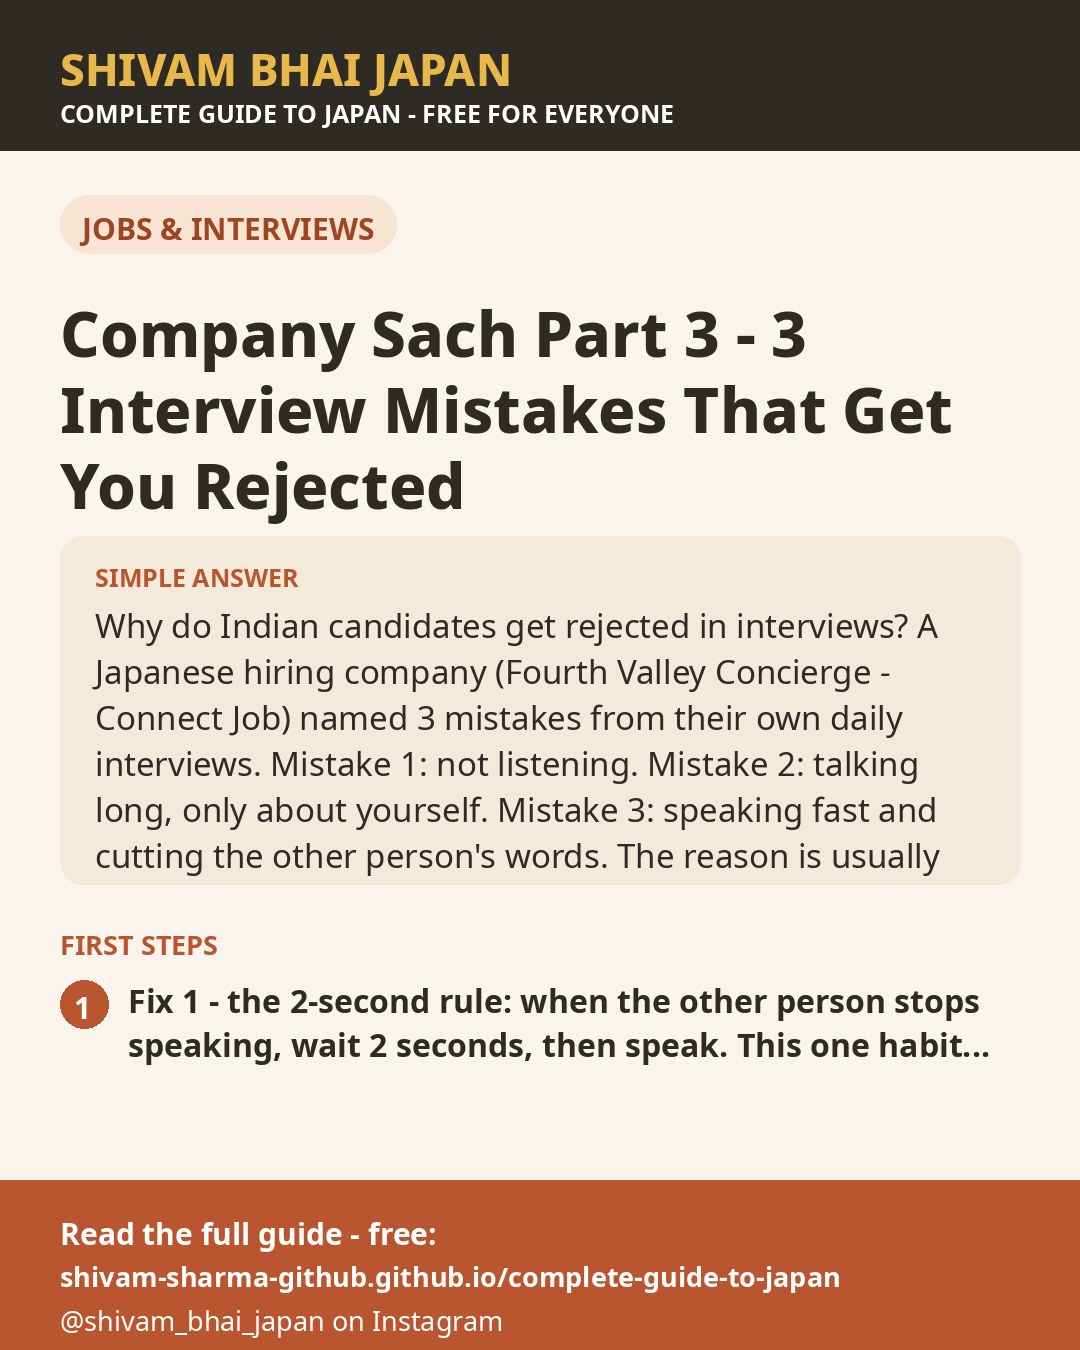 SHIVAM BHAI JAPAN
COMPLETE GUIDE TO JAPAN - FREE FOR EVERYONE
JOBS & INTERVIEWS
Company Sach Part 3 - 3
Interview Mistakes That Get
You Rejected
SIMPLE ANSWER
Why do Indian candidates get rejected in interviews? A
Japanese hiring company (Fourth Valley Concierge -
Connect Job) named 3 mistakes from their own daily
interviews. Mistake 1: not listening. Mistake 2: talking
long, only about yourself. Mistake 3: speaking fast and
cutting the other person's words. The reason is usually
FIRST STEPS
1
Fix 1 - the 2-second rule: when the other person stops
speaking, wait 2 seconds, then speak. This one habit...
Read the full guide - free:
shivam-sharma-github.github.io/complete-guide-to-japan
@shivam_bhai_japan on Instagram